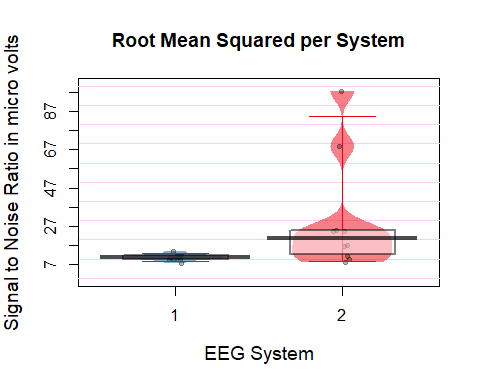 Root Mean Squared per System
Signal to Noise Ratio in micro volts
87
67
47
27
7
1
2
EEG System